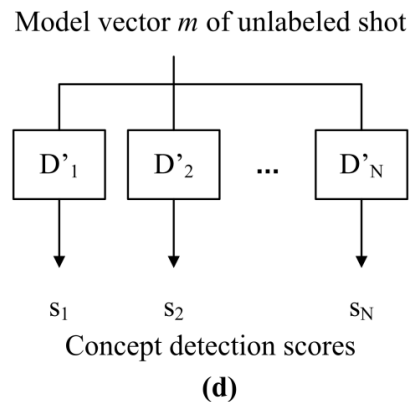 Model vector m of unlabeled shot
D'₁ D'₂ ... D'ₙ
s₁ s₂ sₙ
Concept detection scores
(d)